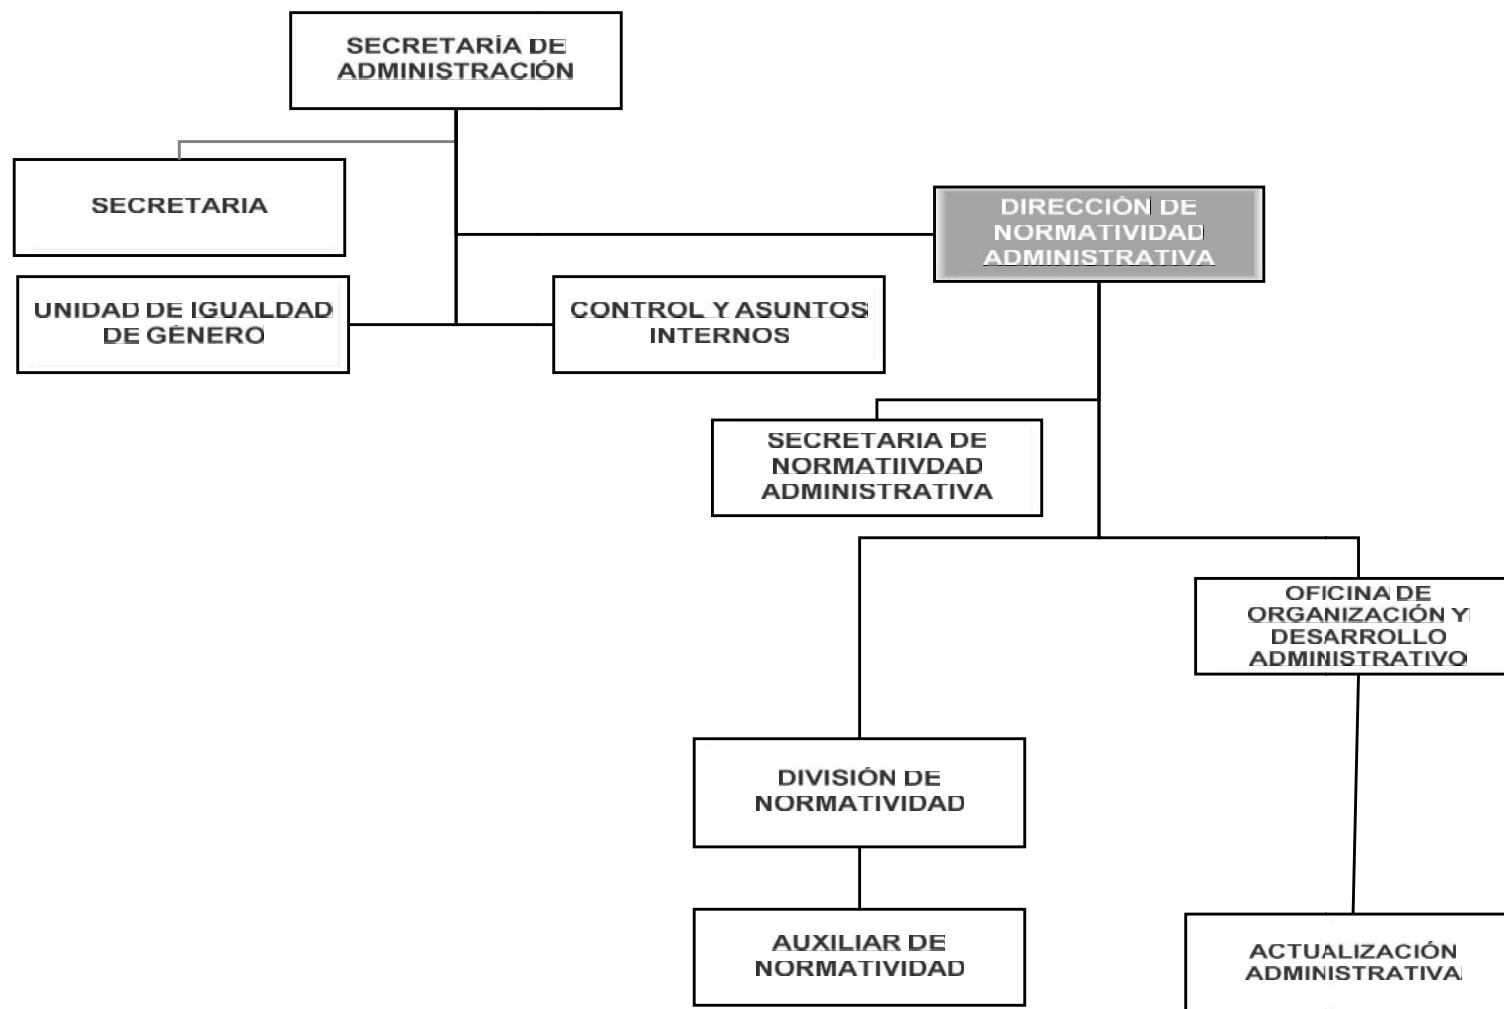 SECRETARÍA DE
ADMINISTRACIÓN
SECRETARIA
DIRECCIÓN DE
NORMATIVIDAD
ADMINISTRATIVA
UNIDAD DE IGUALDAD
DE GÉNERO
CONTROL Y ASUNTOS
INTERNOS
SECRETARIA DE
NORMATIIVDAD
ADMINISTRATIVA
OFICINA DE
ORGANIZACIÓN Y
DESARROLLO
ADMINISTRATIVO
DIVISIÓN DE
NORMATIVIDAD
AUXILIAR DE
NORMATIVIDAD
ACTUALIZACIÓN
ADMINISTRATIVA